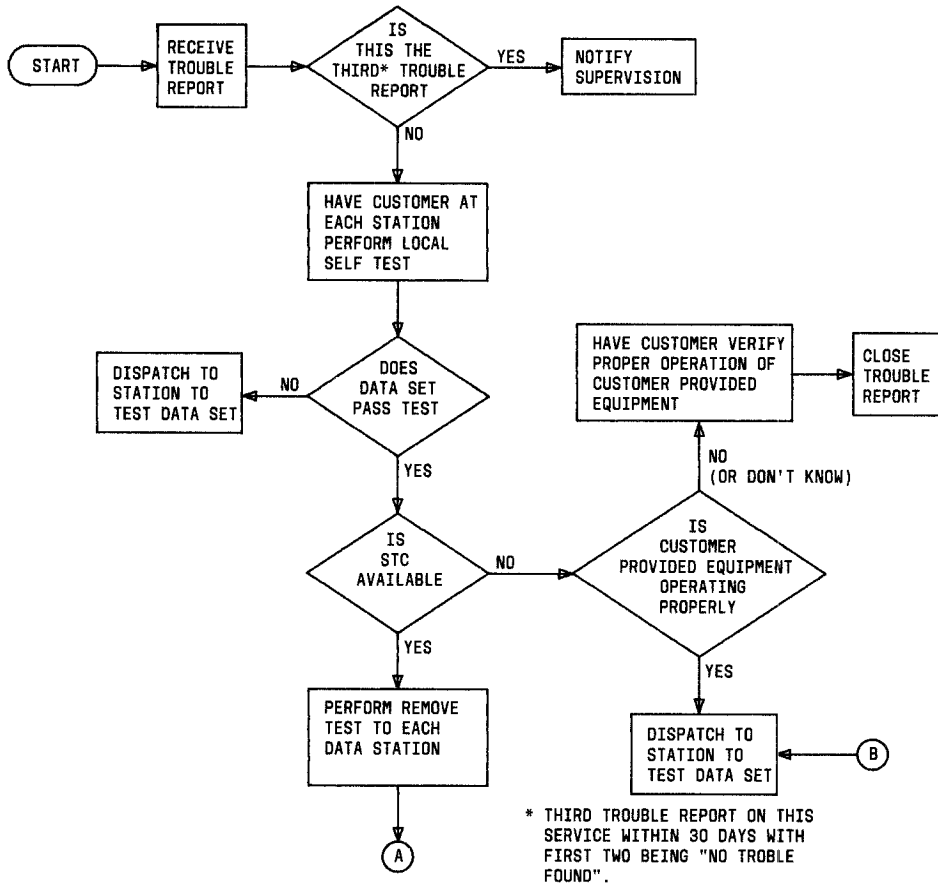 START
RECEIVE
TROUBLE
REPORT
IS
THIS THE
THIRD* TROUBLE
REPORT
YES
NOTIFY
SUPERVISION
NO
HAVE CUSTOMER AT
EACH STATION
PERFORM LOCAL
SELF TEST
DOES
DATA SET
PASS TEST
NO
DISPATCH TO
STATION TO
TEST DATA SET
YES
IS
STC
AVAILABLE
NO
IS
CUSTOMER
PROVIDED EQUIPMENT
OPERATING
PROPERLY
NO
(OR DON'T KNOW)
HAVE CUSTOMER VERIFY
PROPER OPERATION OF
CUSTOMER PROVIDED
EQUIPMENT
CLOSE
TROUBLE
REPORT
YES
PERFORM REMOVE
TEST TO EACH
DATA STATION
A
YES
DISPATCH TO
STATION TO
TEST DATA SET
B
* THIRD TROUBLE REPORT ON THIS
SERVICE WITHIN 30 DAYS WITH
FIRST TWO BEING "NO TROBLE
FOUND".